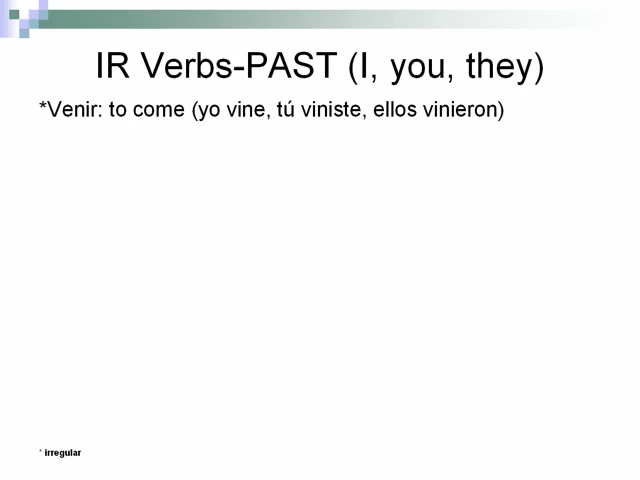 IR Verbs-PAST (I, you, they)
*Venir: to come (yo vine, tú viniste, ellos vinieron)
* irregular